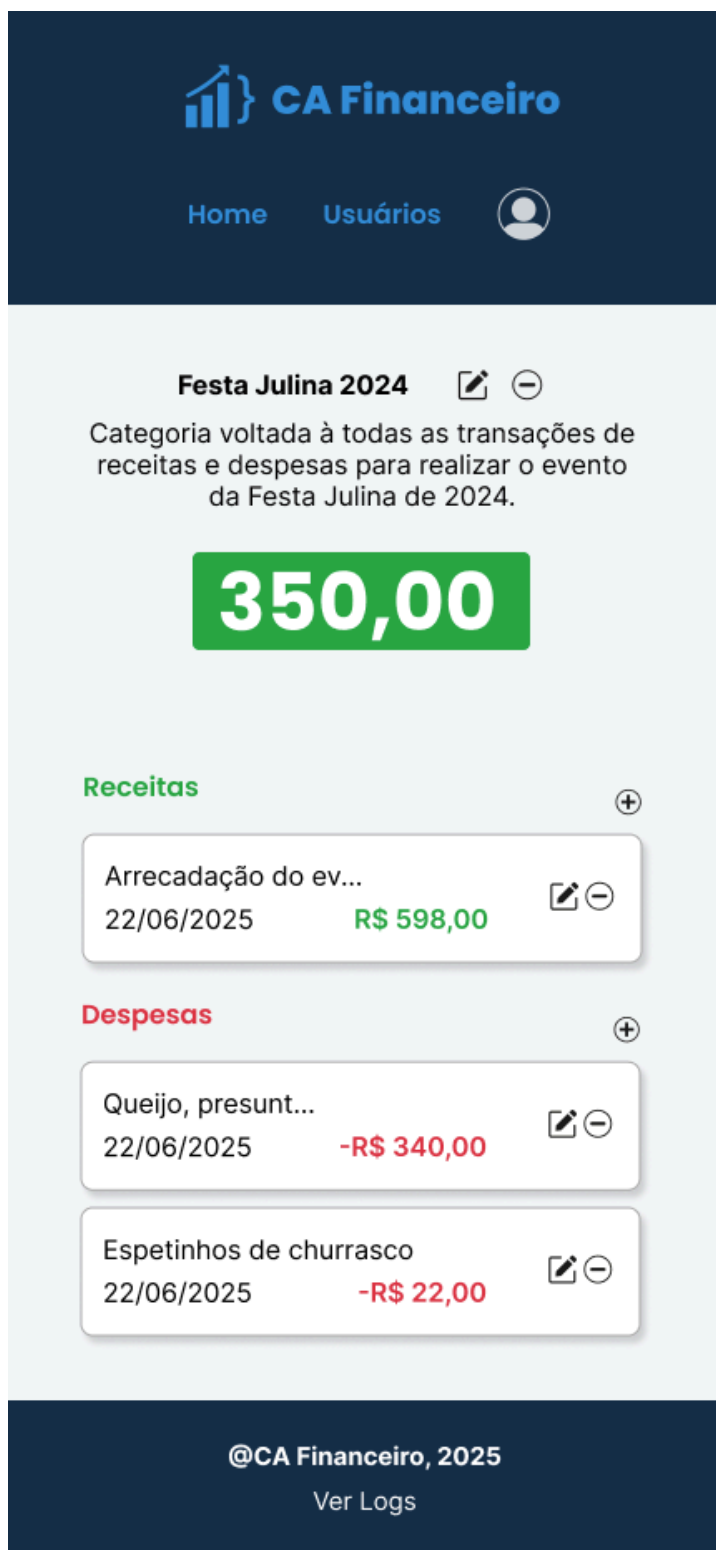 CA Financeiro
Home Usuários
Festa Julina 2024
Categoria voltada à todas as transações de
receitas e despesas para realizar o evento
da Festa Julina de 2024.
350,00
Receitas
Arrecadação do ev...
22/06/2025 R$ 598,00
Despesas
Queijo, presunt...
22/06/2025 -R$ 340,00
Espetinhos de churrasco
22/06/2025 -R$ 22,00
@CA Financeiro, 2025
Ver Logs